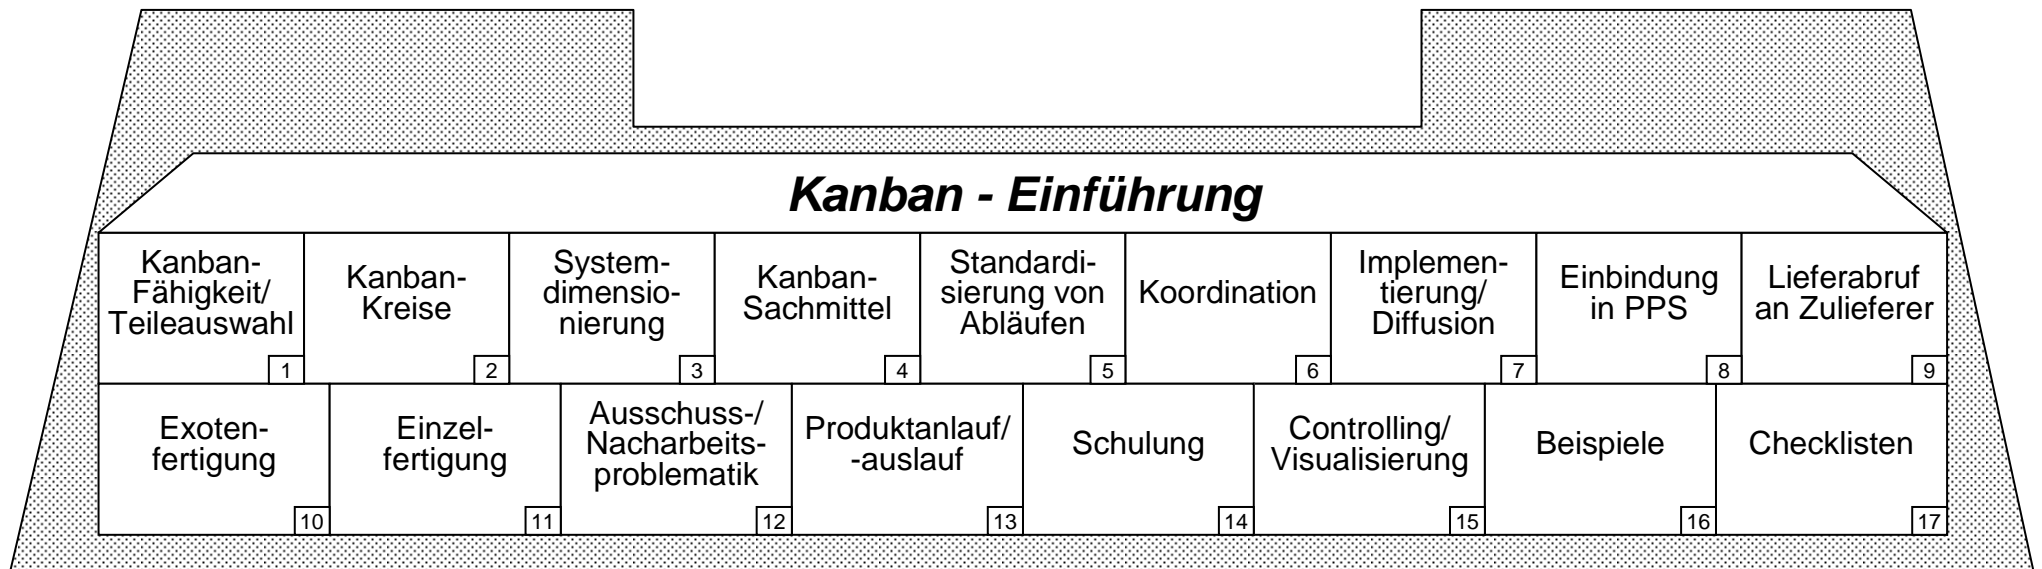 Kanban - Einführung
Kanban-
Fähigkeit/
Teileauswahl
1
Kanban-
Kreise
2
System-
dimensio-
nierung
3
Kanban-
Sachmittel
4
Standardi-
sierung von
Abläufen
5
Koordination
6
Implemen-
tierung/
Diffusion
7
Einbindung
in PPS
8
Lieferabruf
an Zulieferer
9
Exoten-
fertigung
10
Einzel-
fertigung
11
Ausschuss-/
Nacharbeits-
problematik
12
Produktanlauf/
-auslauf
13
Schulung
14
Controlling/
Visualisierung
15
Beispiele
16
Checklisten
17